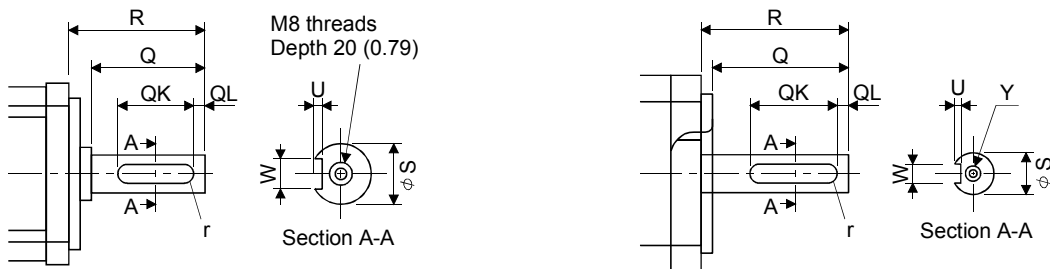 R
M8 threads
Depth 20 (0.79)
Q
U
QK
QL
A
W
φS
A
r
Section A-A
R
Q
U
Y
QK
QL
A
W
φS
A
r
Section A-A